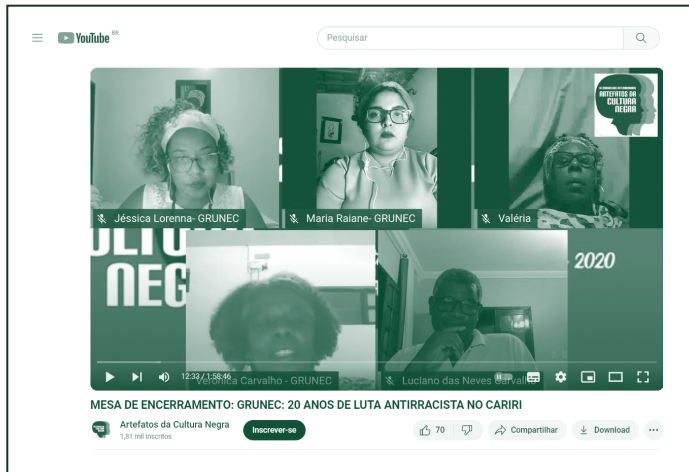 YouTube BR
Pesquisar
ARTEFATOS DA
CULTURA
NEGRA
Jéssica Lorenna- GRUNEC
Maria Raiane- GRUNEC
Valéria
NEG
2020
12:33 / 1:58:46
Verônica Carvalho - GRUNEC
Luciano das Neves Carvalho
MESA DE ENCERRAMENTO: GRUNEC: 20 ANOS DE LUTA ANTIRRACISTA NO CARIRI
Artefatos da Cultura Negra
1,81 mil inscritos
Inscrever-se
70
Compartilhar
Download